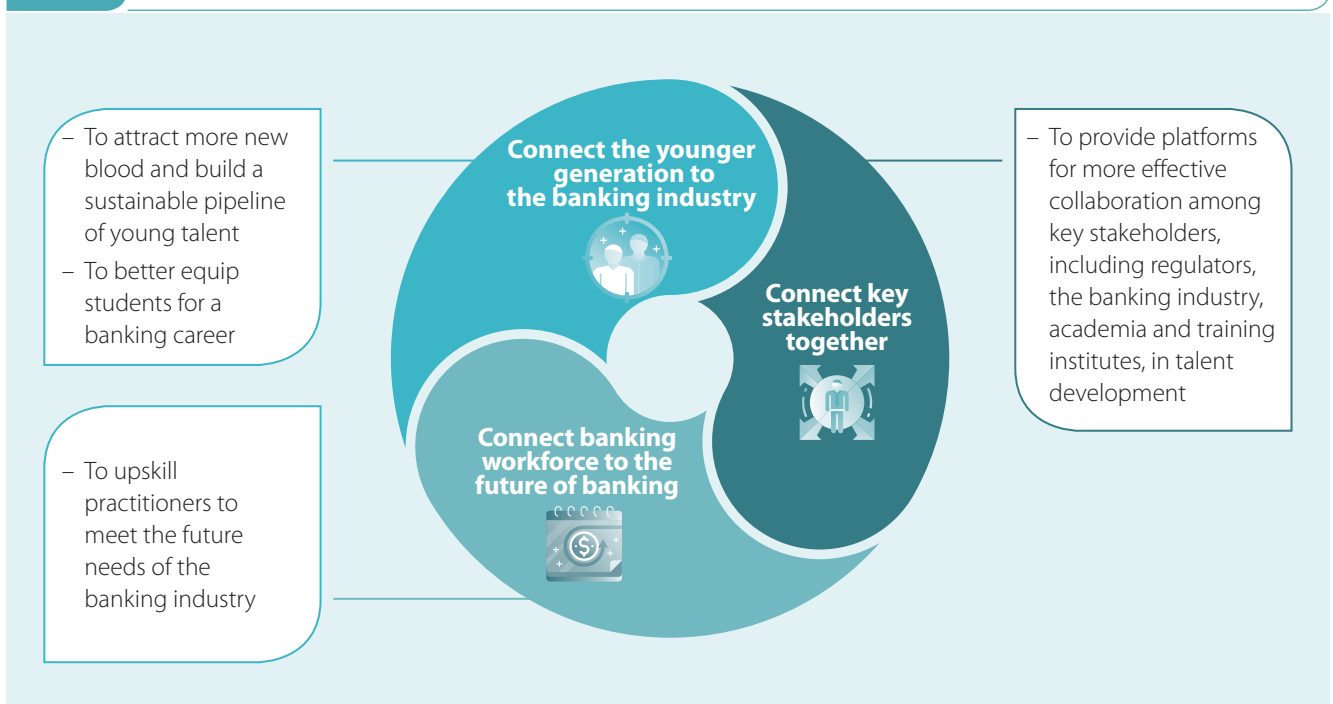 – To attract more new
blood and build a
sustainable pipeline
of young talent
– To better equip
students for a
banking career
Connect the younger
generation to
the banking industry
Connect key
stakeholders
together
– To provide platforms
for more effective
collaboration among
key stakeholders,
including regulators,
the banking industry,
academia and training
institutes, in talent
development
– To upskill
practitioners to
meet the future
needs of the
banking industry
Connect banking
workforce to the
future of banking
$